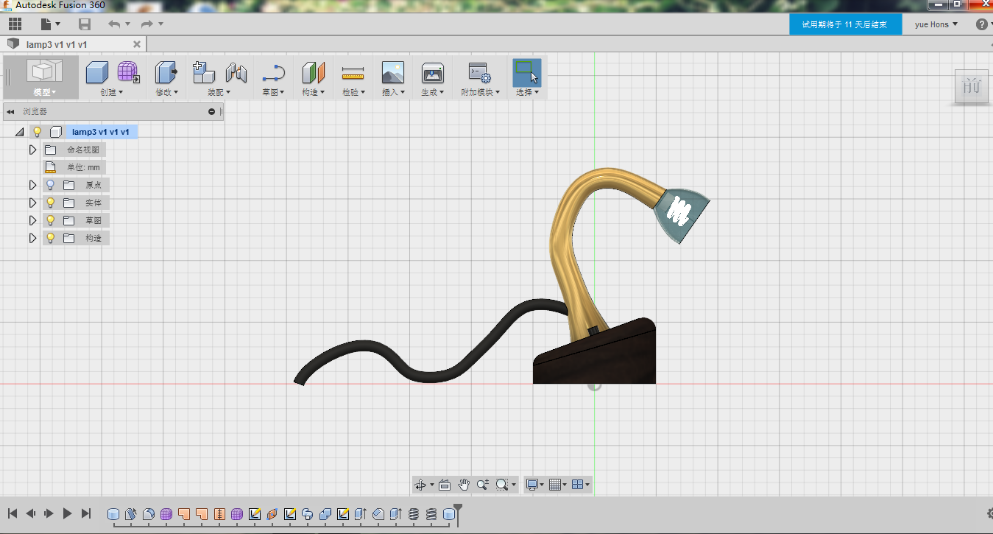 Autodesk Fusion 360
试用期将于 11 天后结束
yue Hons
lamp3 v1 v1 v1
模型
创建
修改
装配
草图
构造
检验
插入
生成
附加模块
选择
前
浏览器
lamp3 v1 v1 v1
命名视图
单位: mm
原点
实体
草图
构造